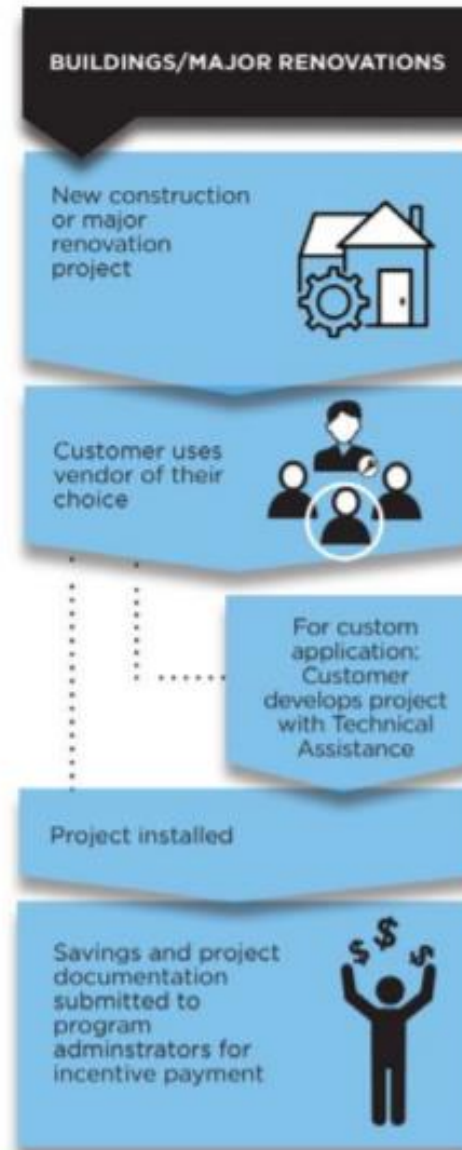 BUILDINGS/MAJOR RENOVATIONS
New construction
or major
renovation
project
Customer uses
vendor of their
choice
For custom
application:
Customer
develops project
with Technical
Assistance
Project installed
$ $ $
Savings and project
documentation
submitted to
program
adminstrators for
incentive payment